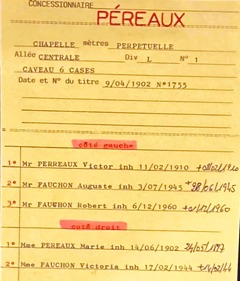 CONCESSIONNAIRE
PÉREAUX
CHAPELLE mètres PERPETUELLE
Allée CENTRALE Div L N° 1
CAVEAU 6 CASES
Date et N° du titre 9/04/1902 N°1755
côté gauche
1° Mr PERREAUX Victor inh 11/02/1910
2° Mr FAUCHON Auguste inh 3/07/1945
3° Mr FAUCHON Robert inh 6/12/1960
coté droit
1° Mme PEREAUX Marie inh 14/06/1902
2° Mme FAUCHON Victoria inh 17/02/1944